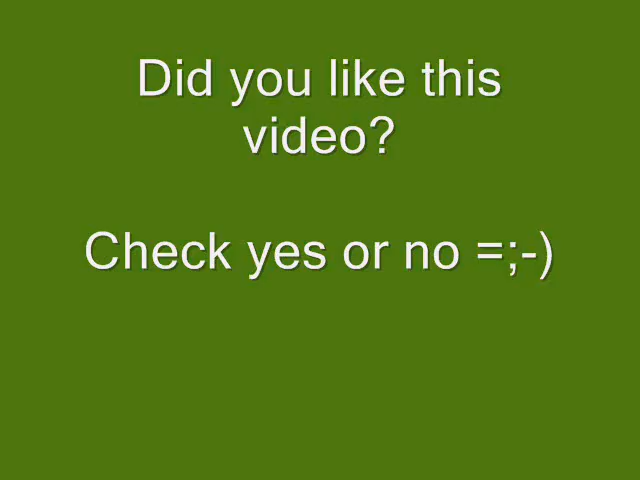 Did you like this
video?
Check yes or no =;-)